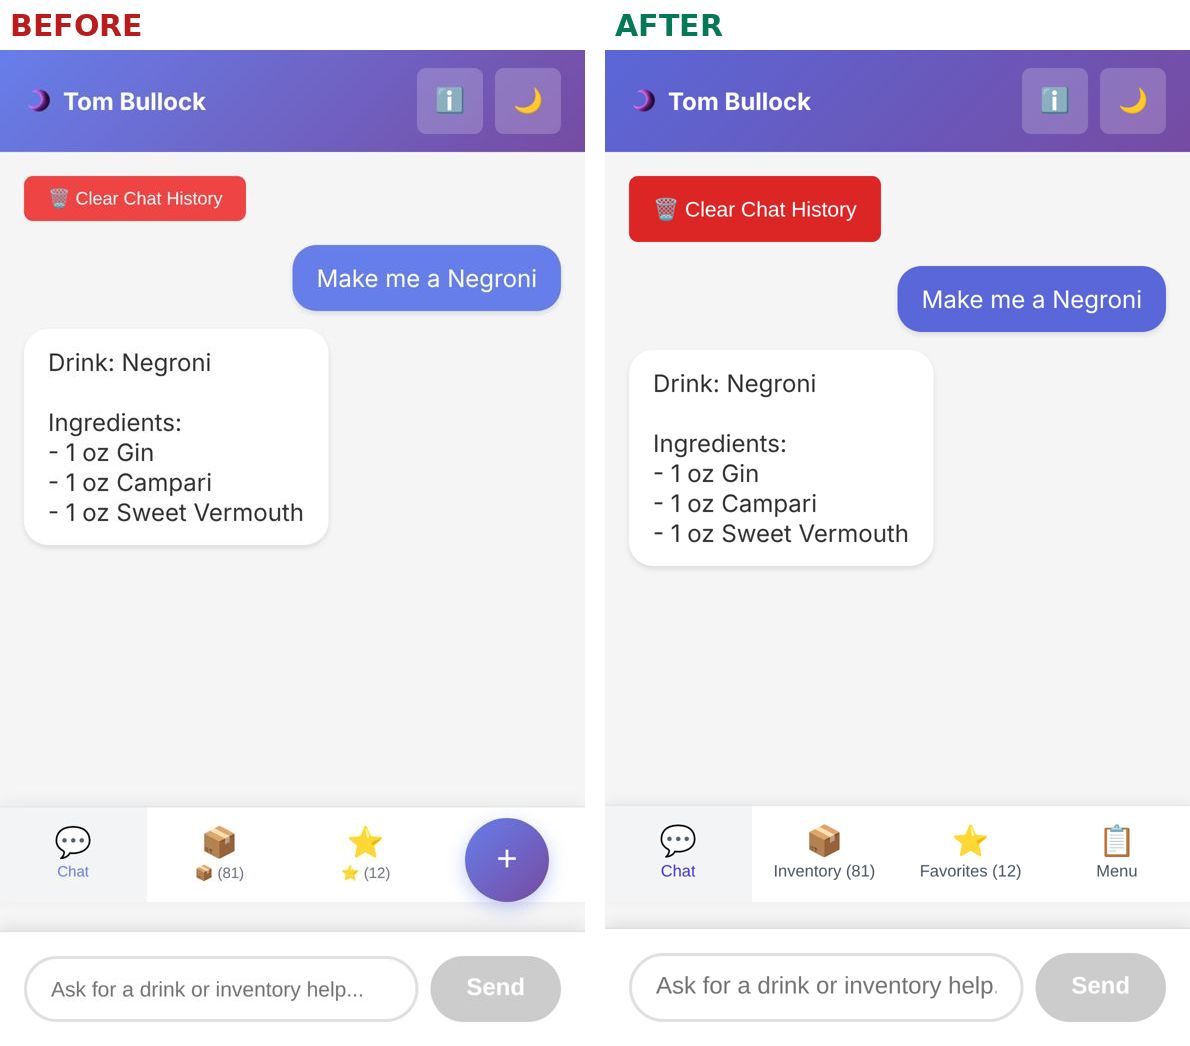 BEFORE
Tom Bullock
Clear Chat History
Make me a Negroni
Drink: Negroni
Ingredients:
- 1 oz Gin
- 1 oz Campari
- 1 oz Sweet Vermouth
Chat
(81)
(12)
+
Ask for a drink or inventory help...
Send
AFTER
Tom Bullock
Clear Chat History
Make me a Negroni
Drink: Negroni
Ingredients:
- 1 oz Gin
- 1 oz Campari
- 1 oz Sweet Vermouth
Chat
Inventory (81)
Favorites (12)
Menu
Ask for a drink or inventory help.
Send